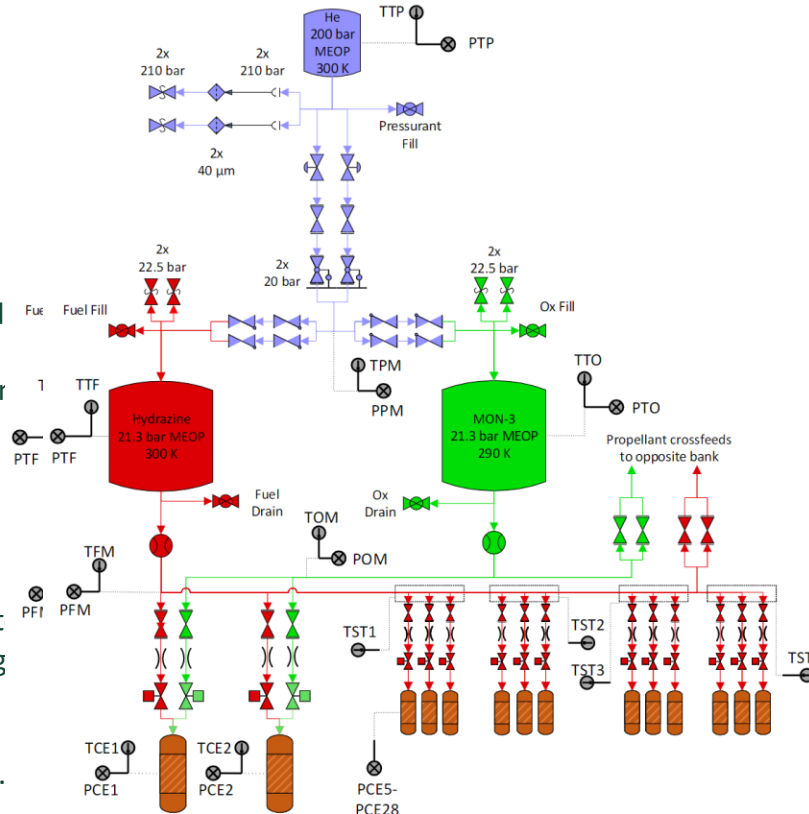 He
200 bar
MEOP
300 K
TTP
PTP
2x
210 bar
2x
210 bar
Pressurant
Fill
2x
40 µm
2x
22.5 bar
2x
20 bar
2x
22.5 bar
Fuel Fill
Ox Fill
TPM
PPM
TTF
PTF
PTF
Hydrazine
21.3 bar MEOP
300 K
MON-3
21.3 bar MEOP
290 K
TTO
PTO
Propellant crossfeeds
to opposite bank
Fuel
Drain
Ox
Drain
TOM
POM
TFM
PFM
TST1
TST2
TST3
TCE1
PCE1
TCE2
PCE2
PCE5-
PCE28